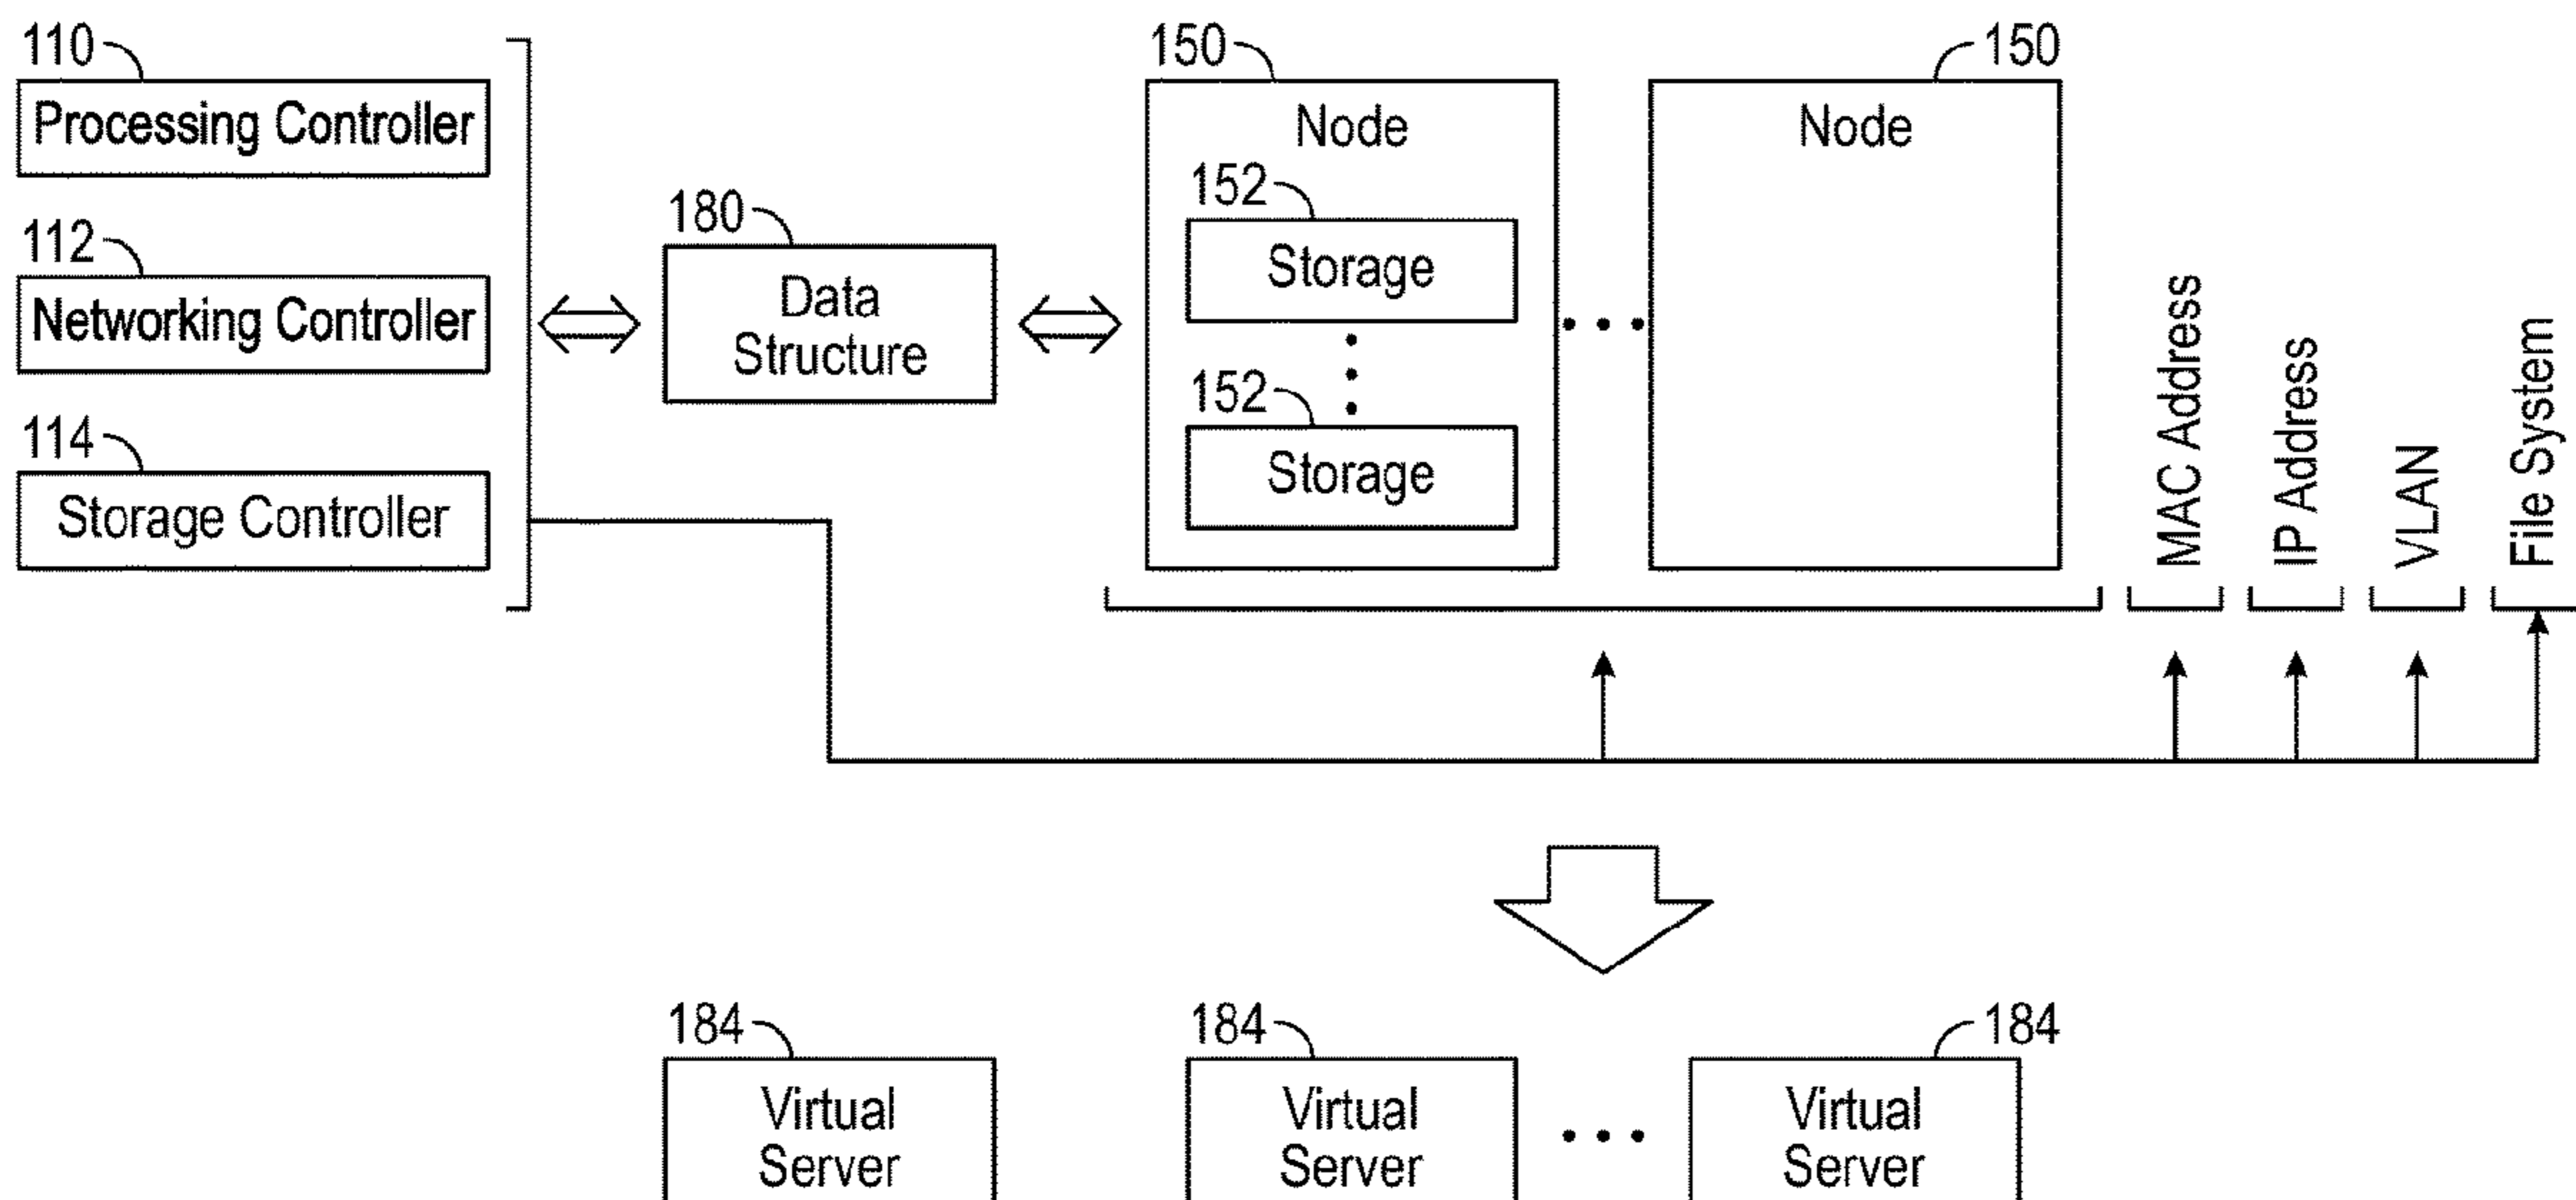 110
Processing Controller
112
Networking Controller
114
Storage Controller
180
Data
Structure
150
Node
152
Storage
152
Storage
150
Node
MAC Address
IP Address
VLAN
File System
184
Virtual
Server
184
Virtual
Server
184
Virtual
Server